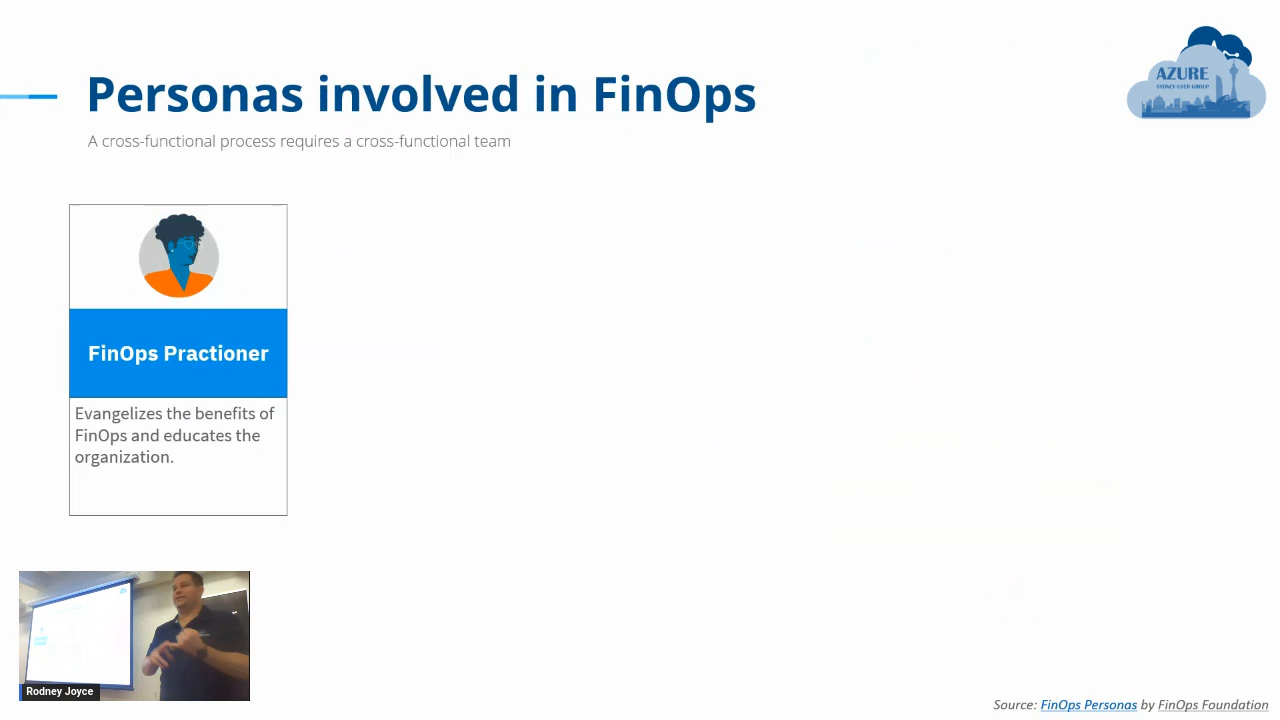 Personas involved in FinOps
A cross-functional process requires a cross-functional team
AZURE
SYDNEY USER GROUP
FinOps Practioner
Evangelizes the benefits of
FinOps and educates the
organization.
Rodney Joyce
Source: FinOps Personas by FinOps Foundation